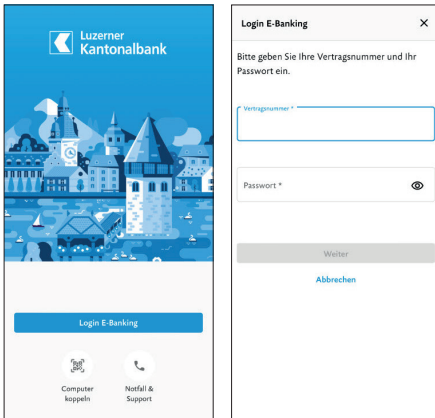 Luzerner
Kantonalbank
Login E-Banking
Computer
koppeln
Notfall &
Support
Login E-Banking
Bitte geben Sie Ihre Vertragsnummer und Ihr
Passwort ein.
Vertragsnummer *
Passwort *
Weiter
Abbrechen